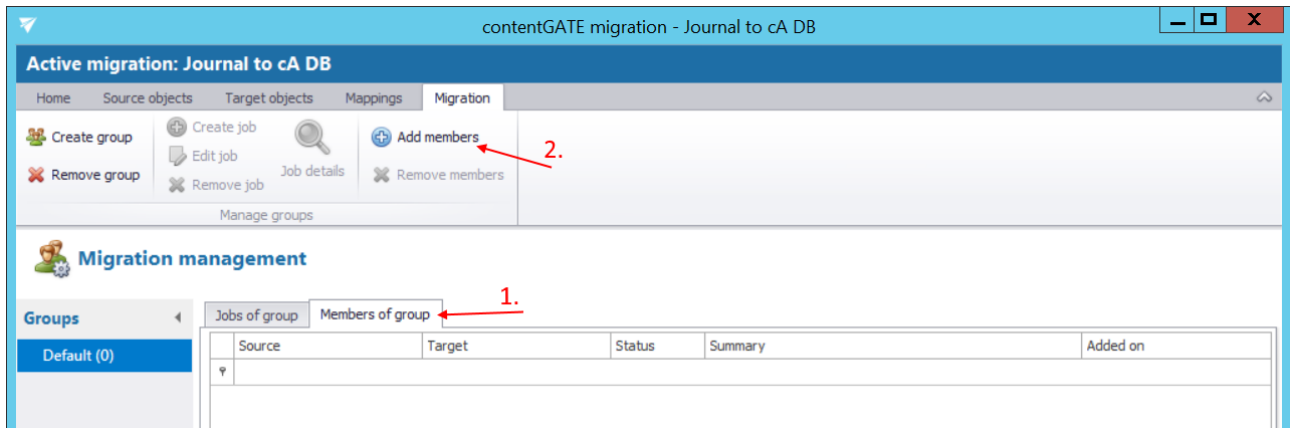 contentGATE migration - Journal to cA DB
X
Active migration: Journal to cA DB
Home Source objects Target objects Mappings Migration
Create group Create job Add members 2.
Edit job
Job details
Remove group Remove job Remove members
Manage groups
Migration management
1.
Groups Jobs of group Members of group
Source Target Status Summary Added on
Default (0)